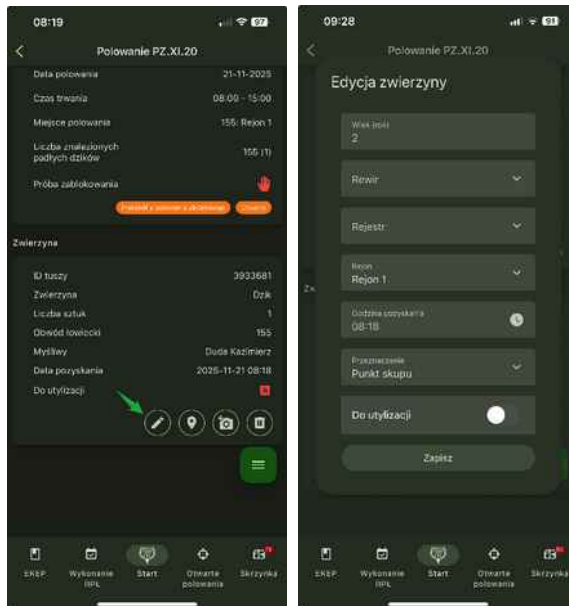 08:19
97
Polowanie PZ.XI.20
Data polowania 21-11-2025
Czas trwania 08:00 - 15:00
Miejsce polowania 155: Rejon 1
Liczba znalezionych padłych dzików 155 (1)
Próba zablokowania
Zwierzyna
ID tuszy 3933681
Zwierzyna Dzik
Liczba sztuk 1
Obwód łowiecki 155
Myśliwy Duda Kazimierz
Data pozyskania 2025-11-21 08:18
Do utylizacji
EKEP
Wykonanie RPŁ
Start
Otwarte polowania
Skrzynka
09:28
91
Polowanie PZ.XI.20
Edycja zwierzyny
2
Rewir
Rejestr
Rejon
Rejon 1
Godzina pozyskania
08:18
Przeznaczenie
Punkt skupu
Do utylizacji
Zapisz
EKEP
Wykonanie RPŁ
Start
Otwarte polowania
Skrzynka